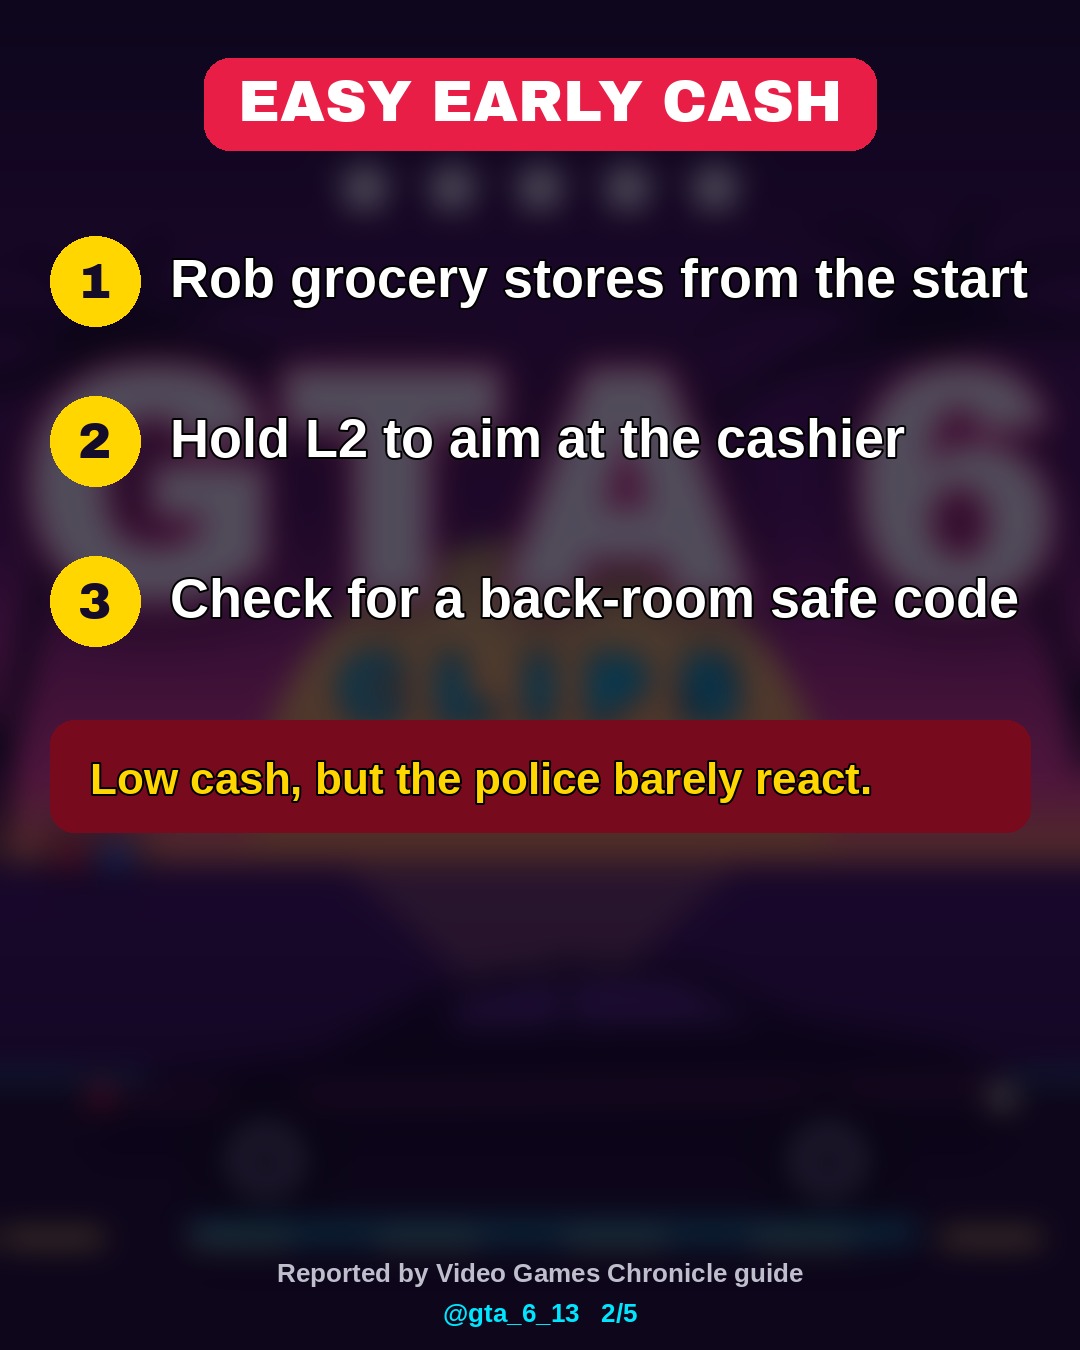 EASY EARLY CASH
1 Rob grocery stores from the start
GTA 6
2 Hold L2 to aim at the cashier
3 Check for a back-room safe code
Low cash, but the police barely react.
Reported by Video Games Chronicle guide
@gta_6_13 2/5